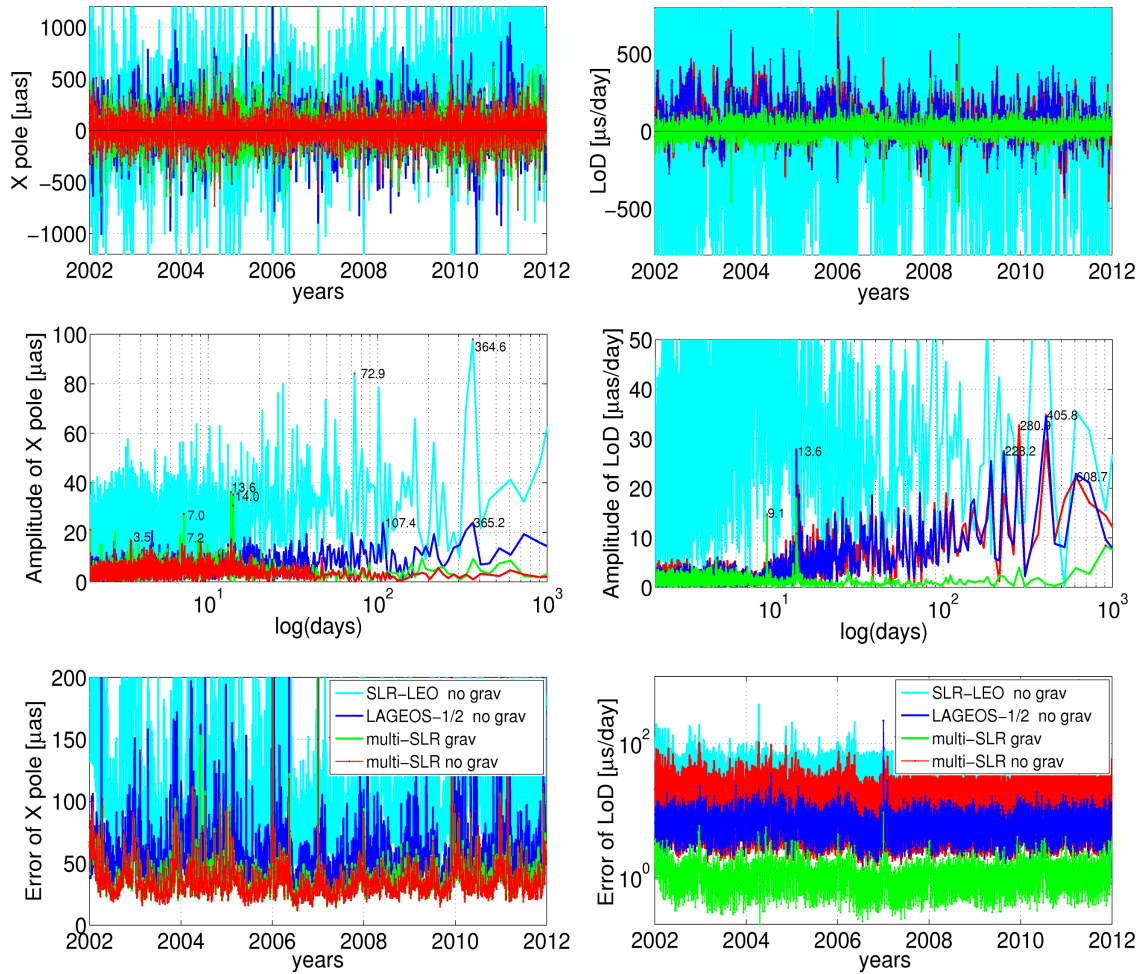 X pole [µas]
1000
500
0
−500
−1000
2002 2004 2006 2008 2010 2012
years
LoD [µs/day]
500
0
−500
2002 2004 2006 2008 2010 2012
years
Amplitude of X pole [µas]
100
80
60
40
20
0
364.6
72.9
13.6
14.0
7.0
107.4
365.2
3.5
7.2
10^1 10^2 10^3
log(days)
Amplitude of LoD [µas/day]
50
40
30
20
10
0
405.8
280.9
13.6
228.2
608.7
9.1
10^1 10^2 10^3
log(days)
Error of X pole [µas]
200
150
100
50
0
SLR−LEO no grav
LAGEOS−1/2 no grav
multi−SLR grav
multi−SLR no grav
2002 2004 2006 2008 2010 2012
years
Error of LoD [µs/day]
10^2
10^0
SLR−LEO no grav
LAGEOS−1/2 no grav
multi−SLR grav
multi−SLR no grav
2002 2004 2006 2008 2010 2012
years